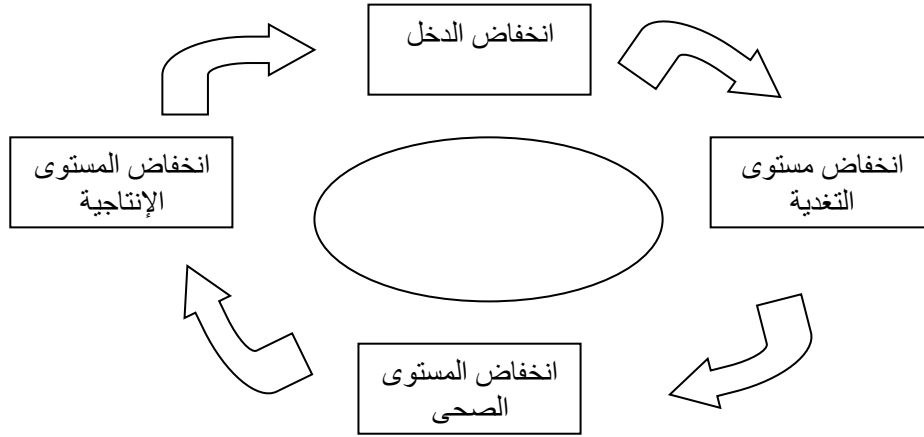 انخفاض الدخل
انخفاض مستوى
التغدية
انخفاض المستوى
الصحى
انخفاض المستوى
الإنتاجية